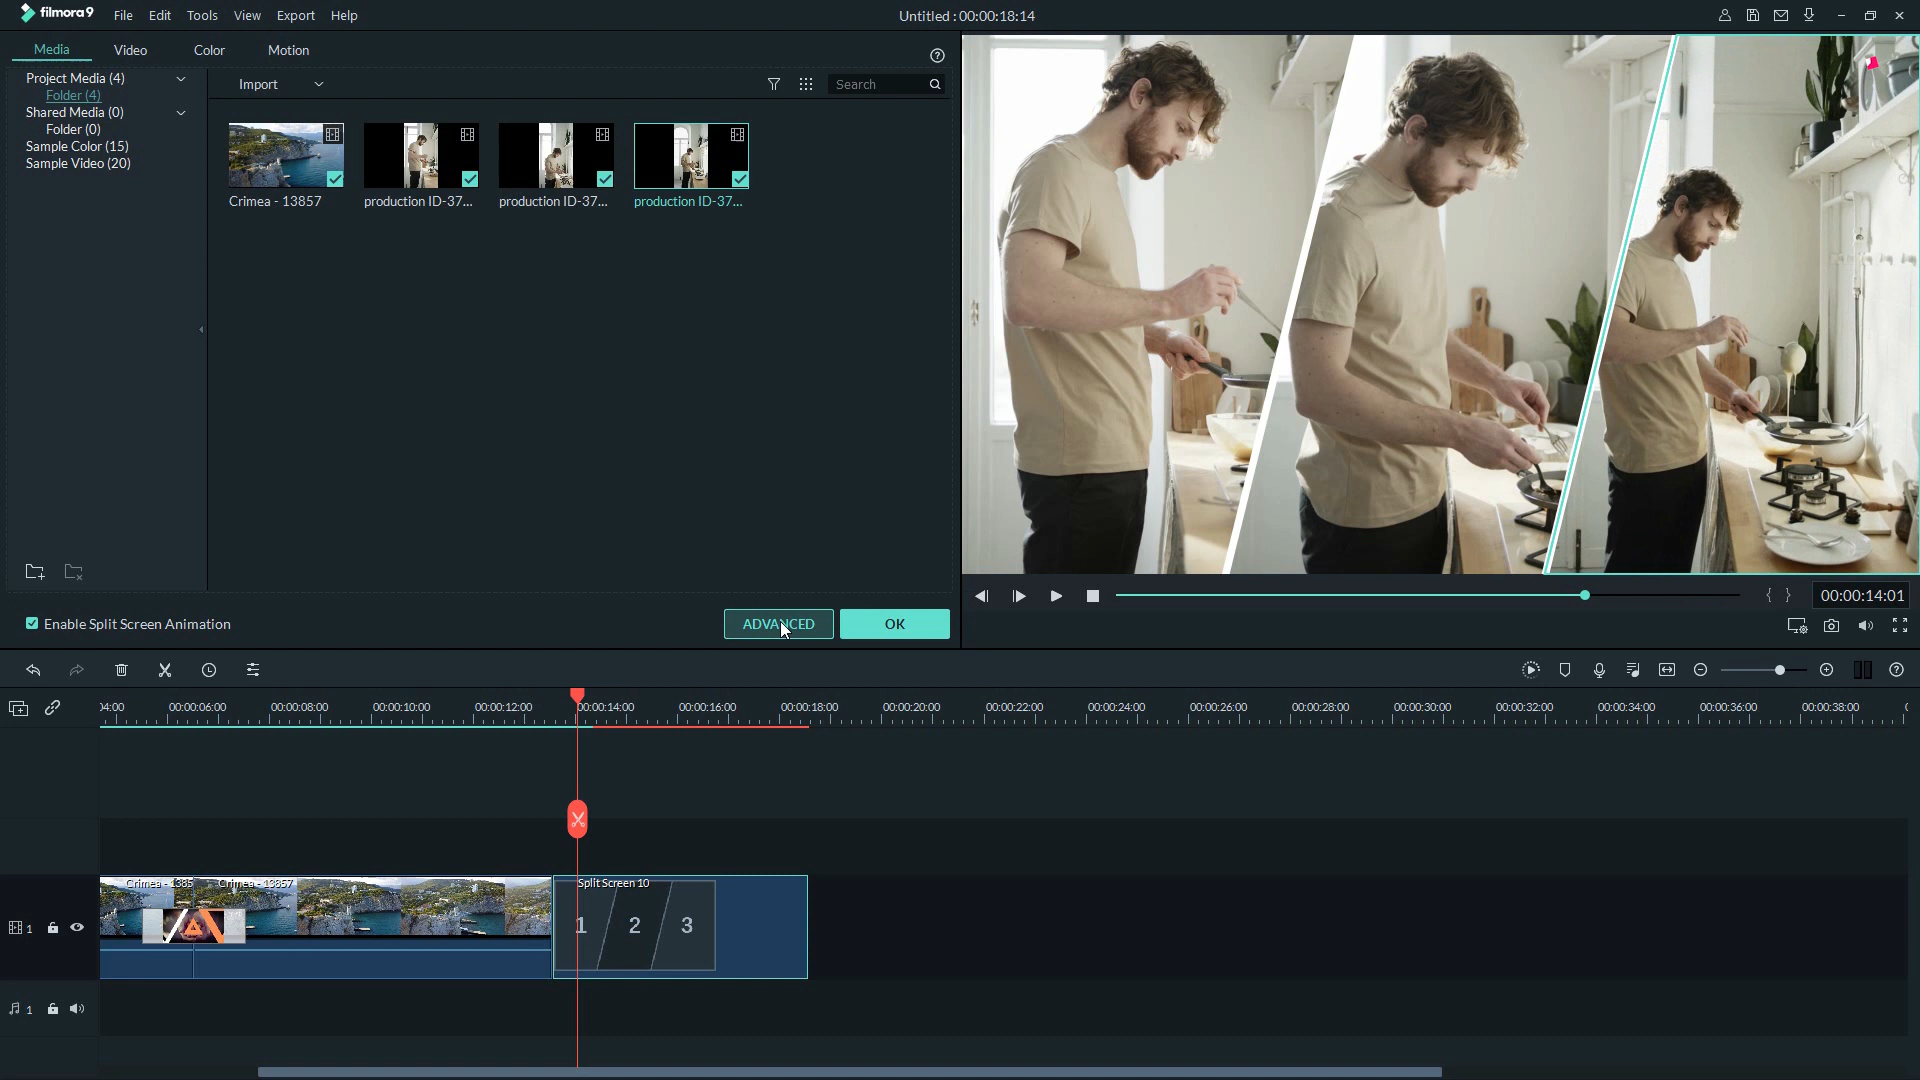 filmora9 File Edit Tools View Export Help Untitled : 00:00:18:14
Media Video Color Motion
Project Media (4)
Folder (4)
Shared Media (0)
Folder (0)
Sample Color (15)
Sample Video (20)
Import Search
Crimea - 13857 production ID-37... production ID-37... production ID-37...
Enable Split Screen Animation ADVANCED OK
{ } 00:00:14:01
04:00 00:00:06:00 00:00:08:00 00:00:10:00 00:00:12:00 00:00:14:00 00:00:16:00 00:00:18:00 00:00:20:00 00:00:22:00 00:00:24:00 00:00:26:00 00:00:28:00 00:00:30:00 00:00:32:00 00:00:34:00 00:00:36:00 00:00:38:00
Crimea - 1385 Crimea - 13857 Split Screen 10
1 2 3
1
1